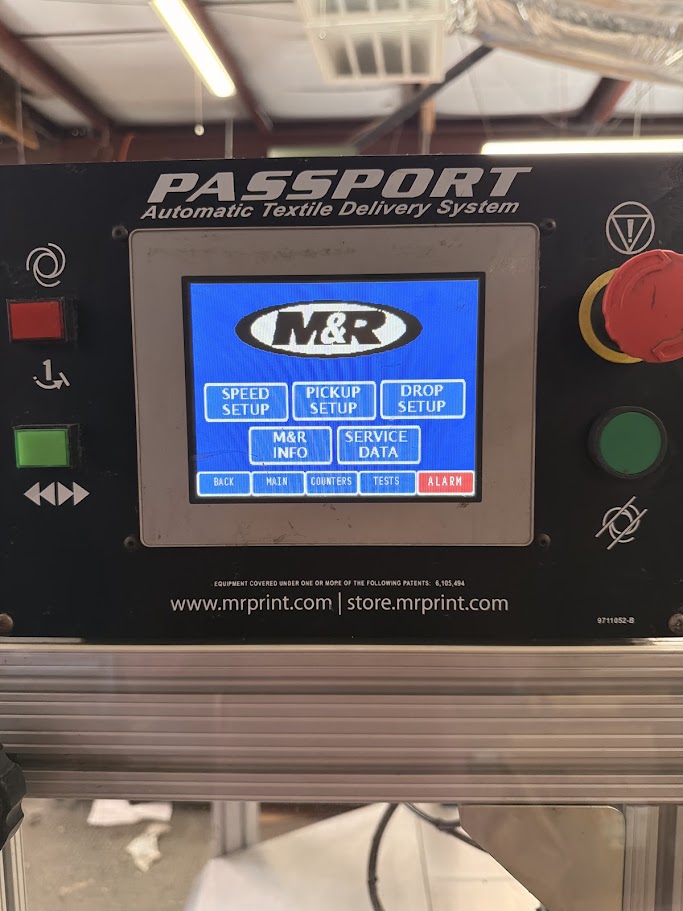 PASSPORT
Automatic Textile Delivery System
M&R
SPEED SETUP
PICKUP SETUP
DROP SETUP
M&R INFO
SERVICE DATA
BACK MAIN COUNTERS TESTS ALARM
1
EQUIPMENT COVERED UNDER ONE OR MORE OF THE FOLLOWING PATENTS: 6,105,494
www.mrprint.com | store.mrprint.com
9711052-B